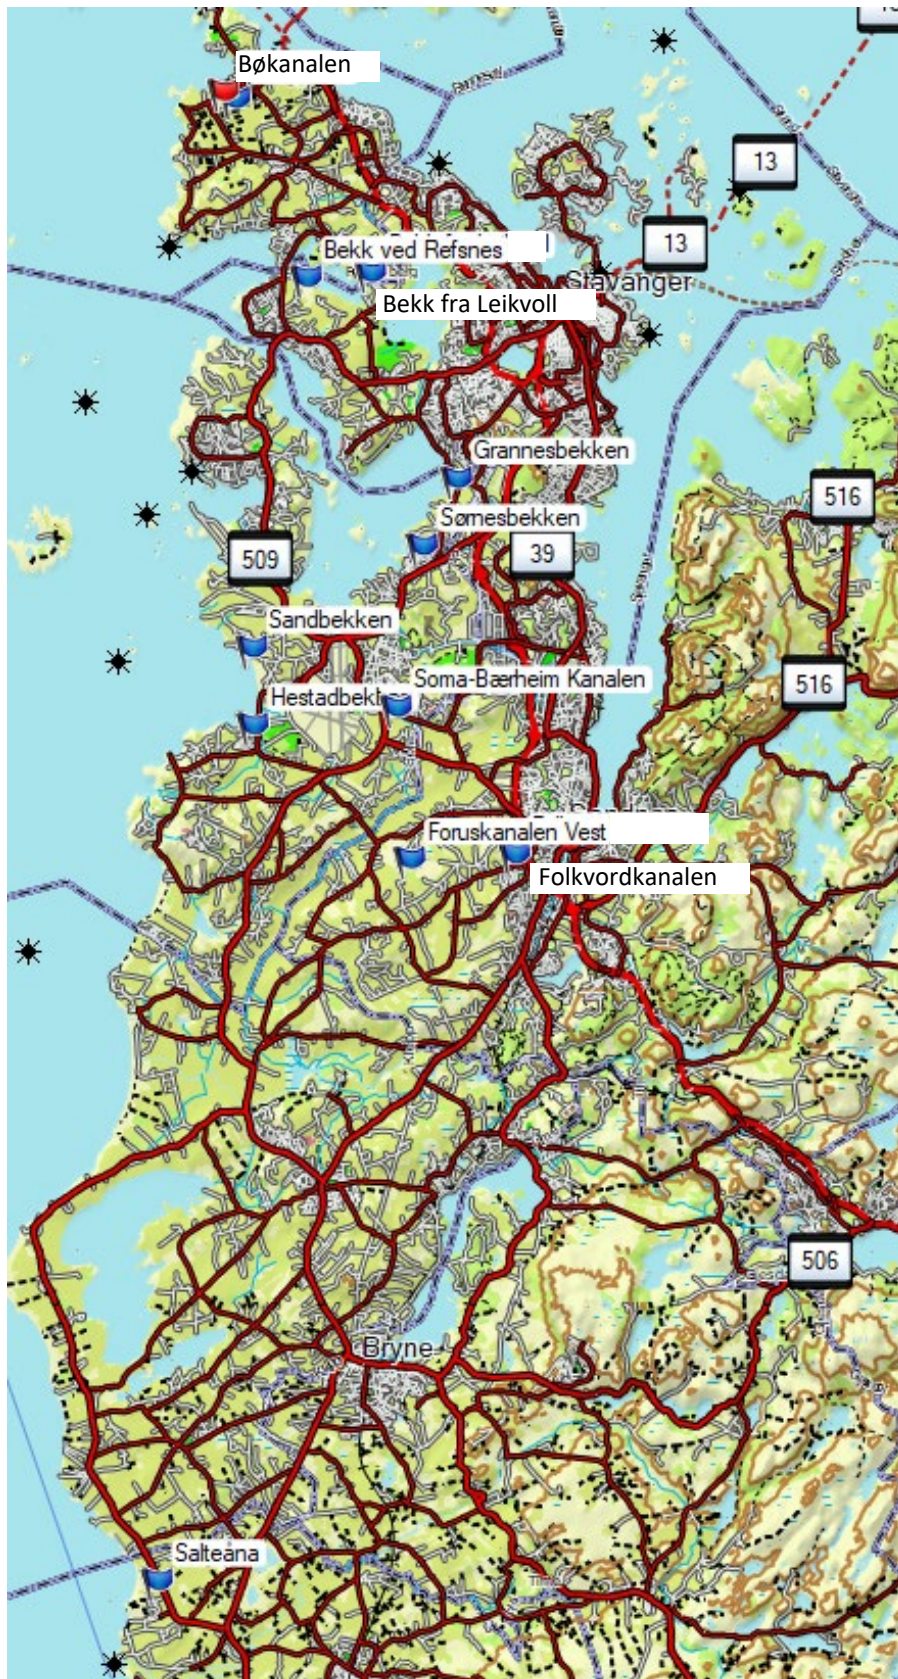 Bøkanalen
13
13
Bekk ved Refsnes
Stavanger
Bekk fra Leikvoll
Grannesbekken
516
Sømesbekken
509
39
Sandbekken
Soma-Bærheim Kanalen
516
Hestadbekk
Foruskanalen Vest
Folkvordkanalen
506
Bryne
Salteåna